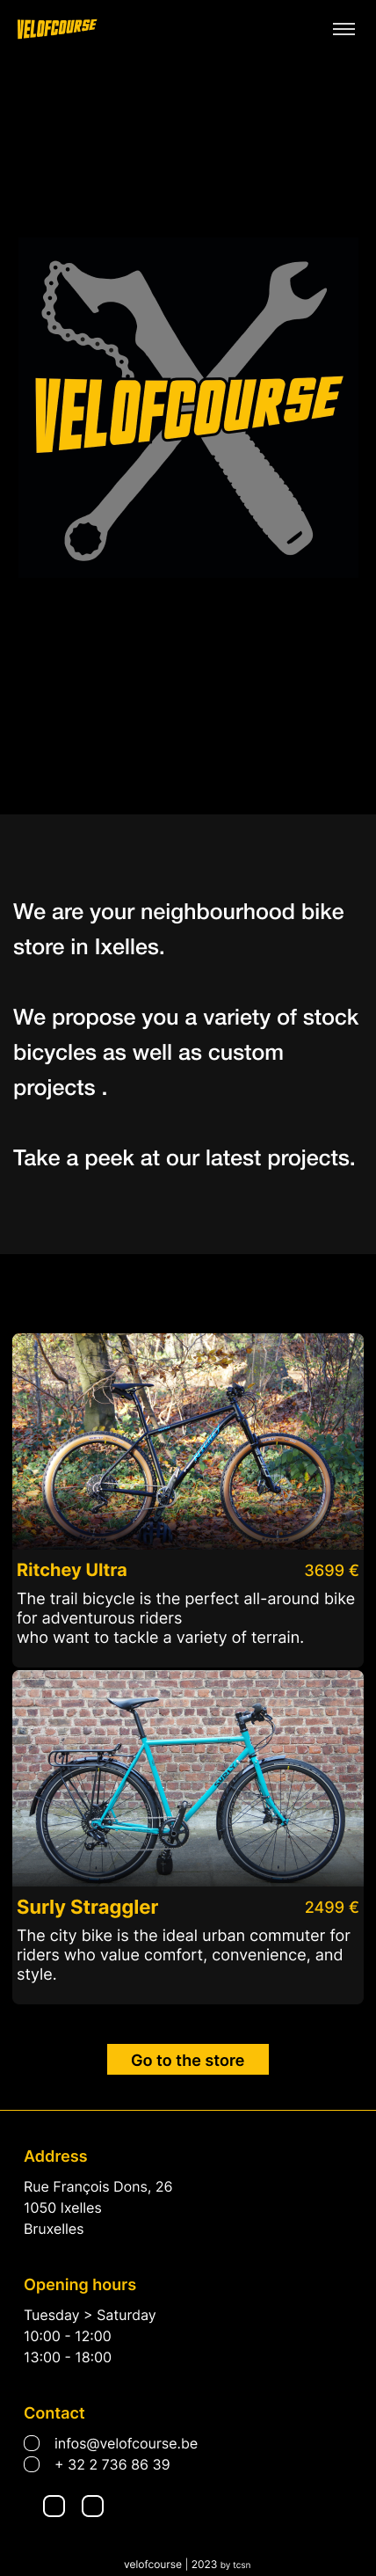 VELOFCOURSE
VELOFCOURSE
We are your neighbourhood bike
store in Ixelles.
We propose you a variety of stock
bicycles as well as custom
projects .
Take a peek at our latest projects.
Ritchey Ultra
3699 €
The trail bicycle is the perfect all-around bike
for adventurous riders
who want to tackle a variety of terrain.
SURLY
Surly Straggler
2499 €
The city bike is the ideal urban commuter for
riders who value comfort, convenience, and
style.
Go to the store
Address
Rue François Dons, 26
1050 Ixelles
Bruxelles
Opening hours
Tuesday > Saturday
10:00 - 12:00
13:00 - 18:00
Contact
infos@velofcourse.be
+ 32 2 736 86 39
velofcourse | 2023 by tcsn